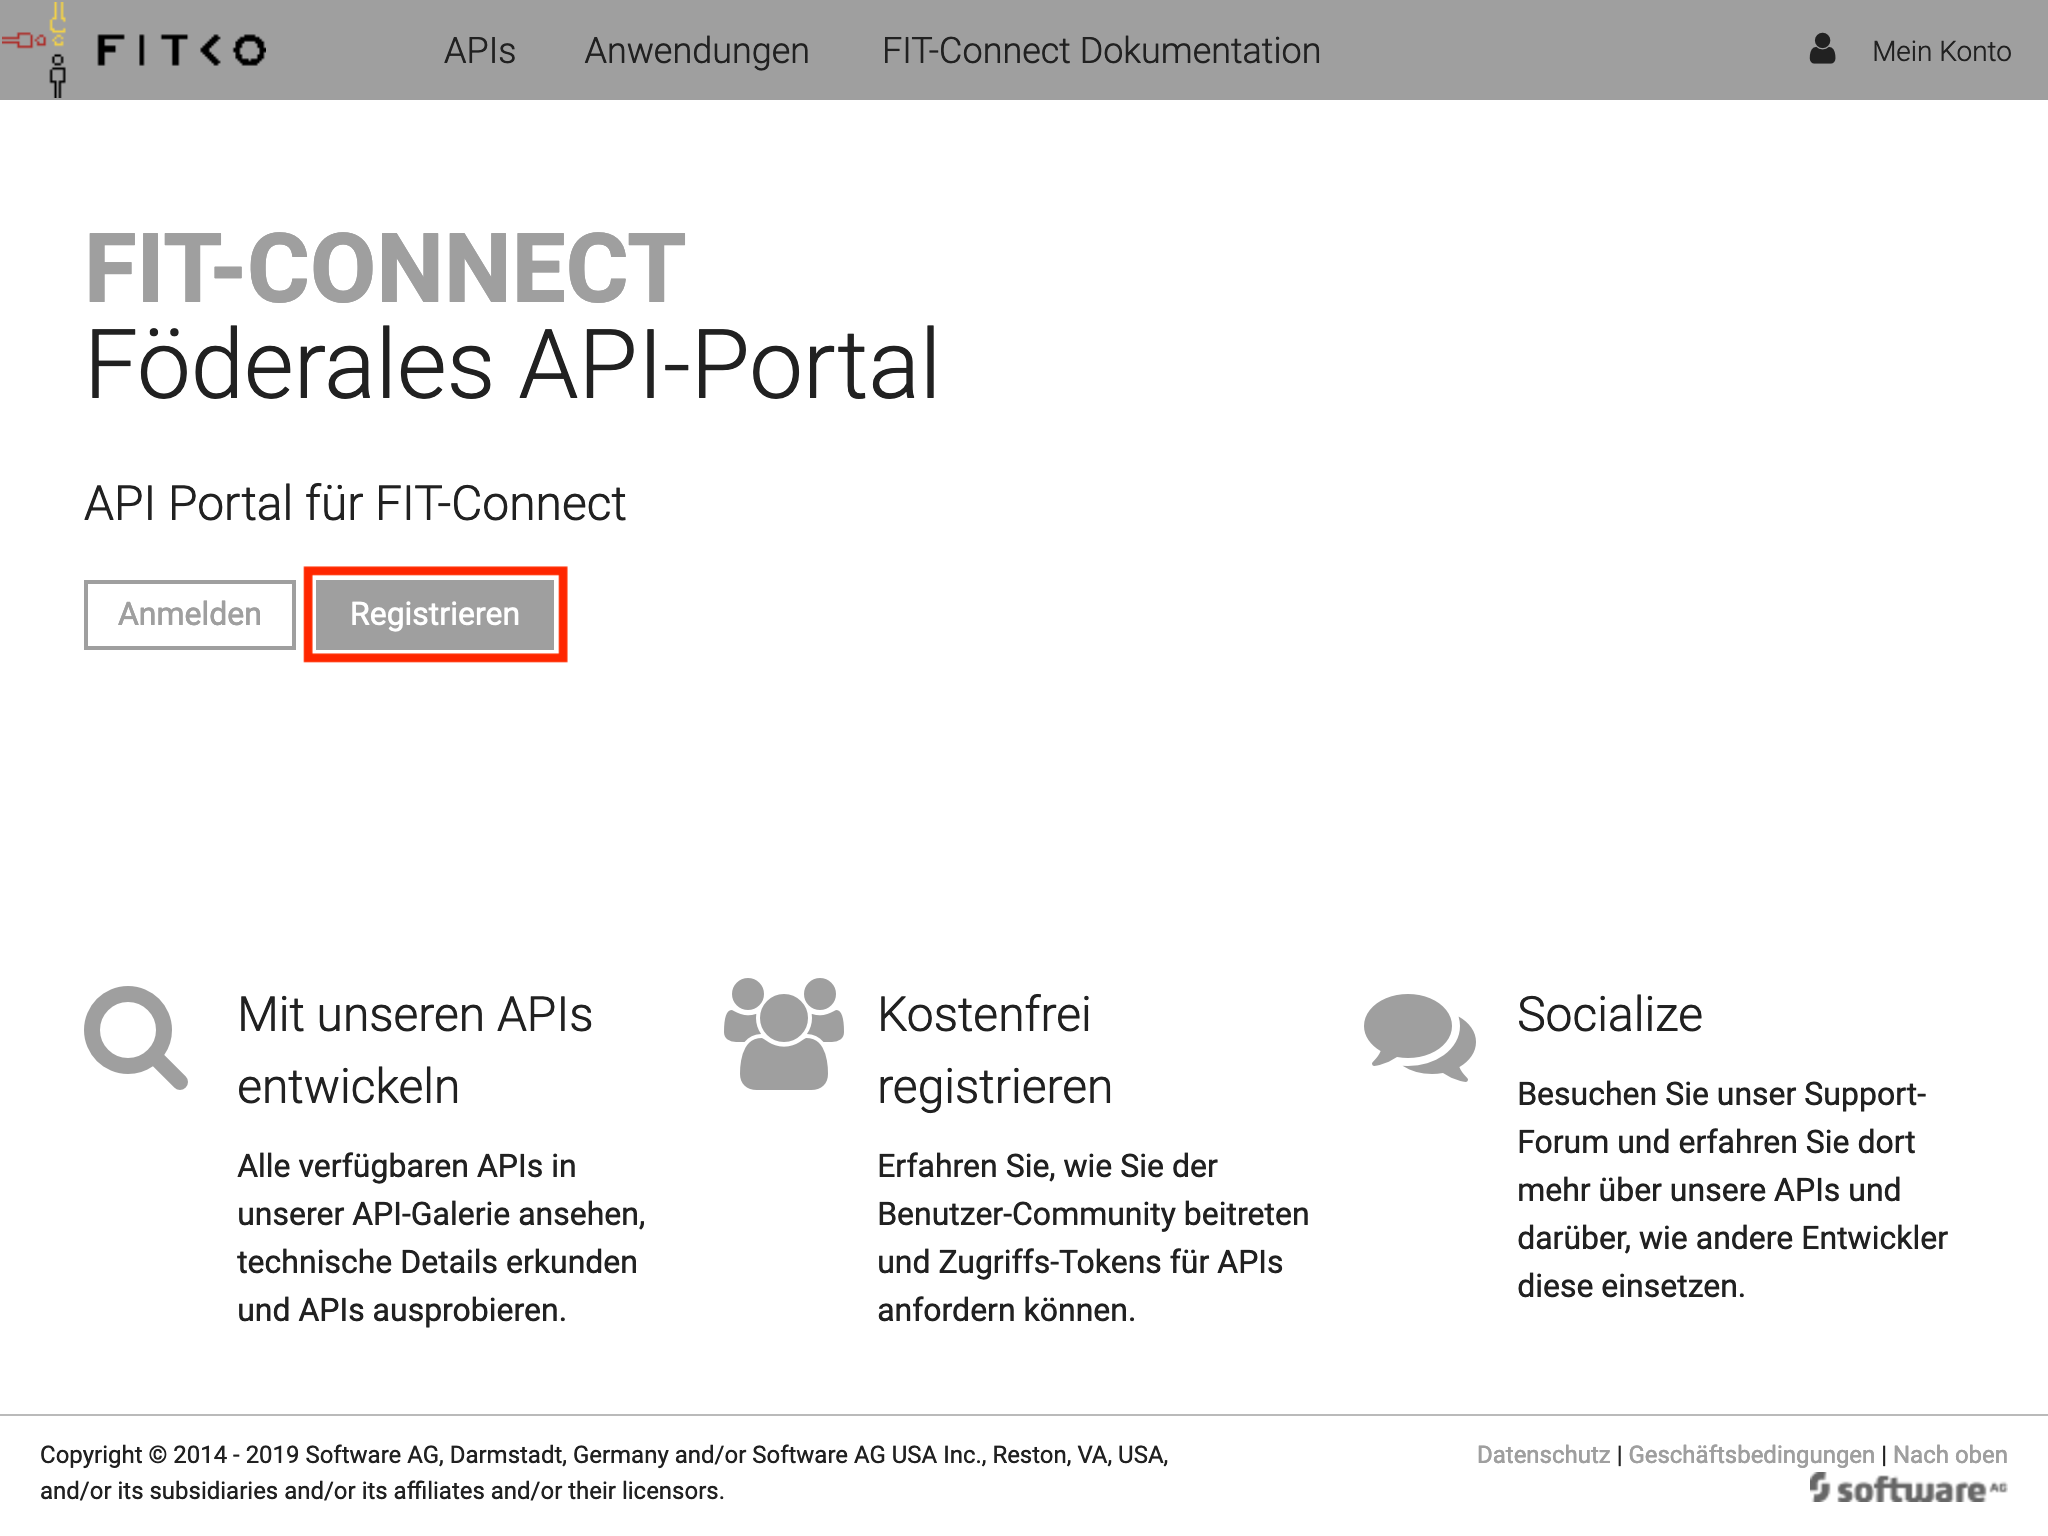 FITKO
APIs
Anwendungen
FIT-Connect Dokumentation
Mein Konto
FIT-CONNECT
Föderales API-Portal
API Portal für FIT-Connect
Anmelden
Registrieren
Mit unseren APIs
entwickeln
Alle verfügbaren APIs in
unserer API-Galerie ansehen,
technische Details erkunden
und APIs ausprobieren.
Kostenfrei
registrieren
Erfahren Sie, wie Sie der
Benutzer-Community beitreten
und Zugriffs-Tokens für APIs
anfordern können.
Socialize
Besuchen Sie unser Support-
Forum und erfahren Sie dort
mehr über unsere APIs und
darüber, wie andere Entwickler
diese einsetzen.
Copyright © 2014 - 2019 Software AG, Darmstadt, Germany and/or Software AG USA Inc., Reston, VA, USA,
and/or its subsidiaries and/or its affiliates and/or their licensors.
Datenschutz | Geschäftsbedingungen | Nach oben
software AG